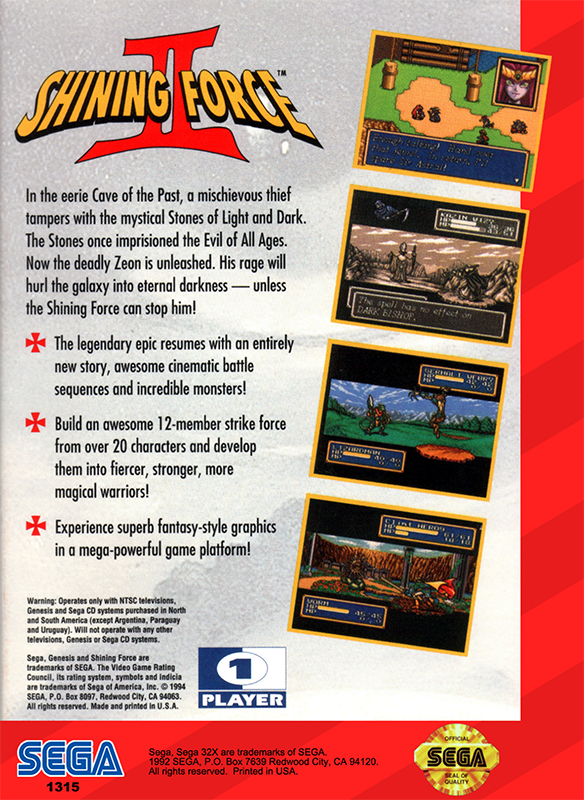 SHINING FORCE II™
In the eerie Cave of the Past, a mischievous thief
tampers with the mystical Stones of Light and Dark.
The Stones once imprisioned the Evil of All Ages.
Now the deadly Zeon is unleashed. His rage will
hurl the galaxy into eternal darkness — unless
the Shining Force can stop him!
The legendary epic resumes with an entirely
new story, awesome cinematic battle
sequences and incredible monsters!
Build an awesome 12-member strike force
from over 20 characters and develop
them into fiercer, stronger, more
magical warriors!
Experience superb fantasy-style graphics
in a mega-powerful game platform!
The spell has no effect on
DARK BISHOP.
LIZARDMAN
HP
MP
WORM
HP
MP
Warning: Operates only with NTSC televisions,
Genesis and Sega CD systems purchased in North
and South America (except Argentina, Paraguay
and Uruguay). Will not operate with any other
televisions, Genesis or Sega CD systems.
Sega, Genesis and Shining Force are
trademarks of SEGA. The Video Game Rating
Council, its rating system, symbols and indicia
are trademarks of Sega of America, Inc. © 1994
SEGA, P.O. Box 8097, Redwood City, CA 94063.
All rights reserved. Made and printed in U.S.A.
1
PLAYER
SEGA
1315
Sega, Sega 32X are trademarks of SEGA.
1992 SEGA, P.O. Box 7639 Redwood City, CA 94120.
All rights reserved. Printed in USA.
OFFICIAL
SEGA
SEAL OF
QUALITY